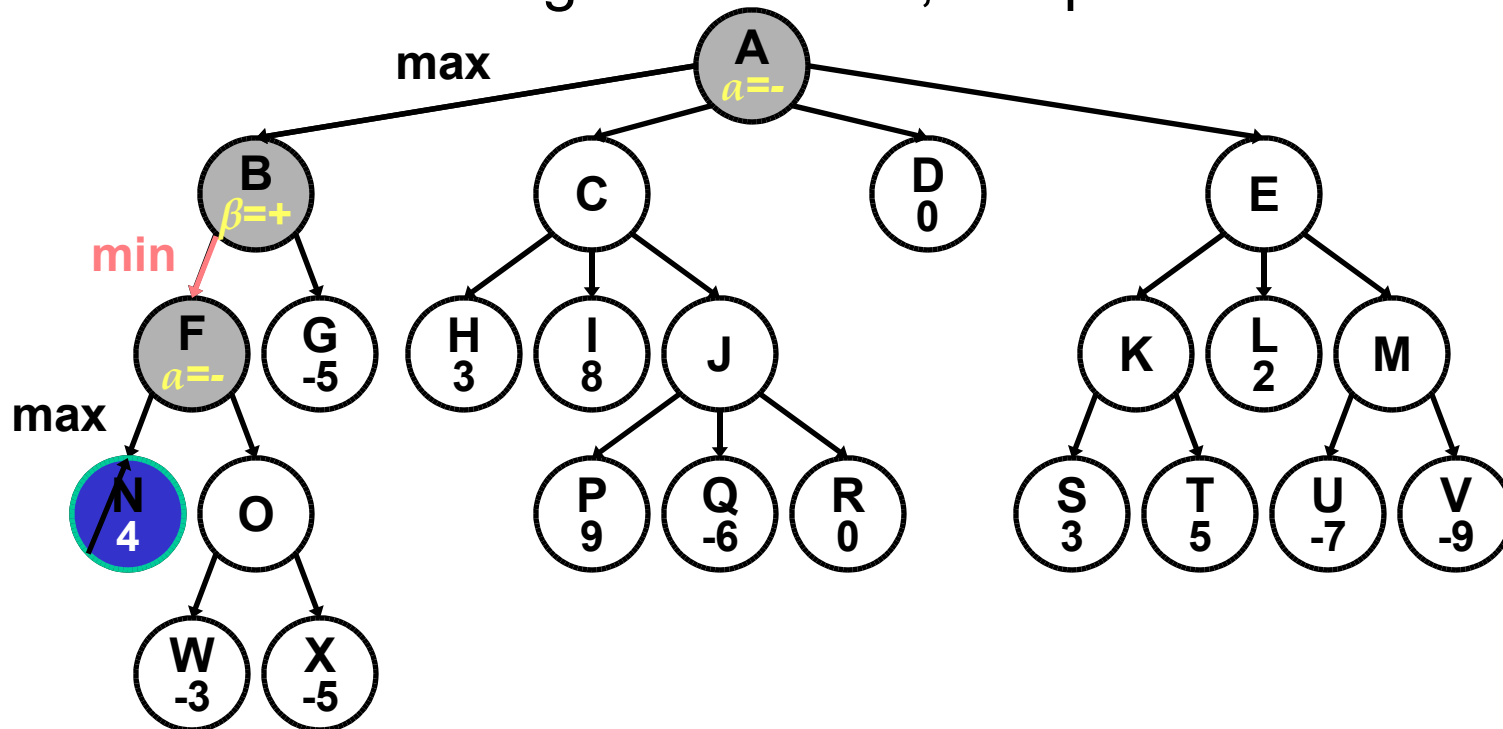 max
A
α=-
B
β=+
C
D
0
E
min
F
α=-
G
-5
H
3
I
8
J
K
L
2
M
max
N
4
O
P
9
Q
-6
R
0
S
3
T
5
U
-7
V
-9
W
-3
X
-5